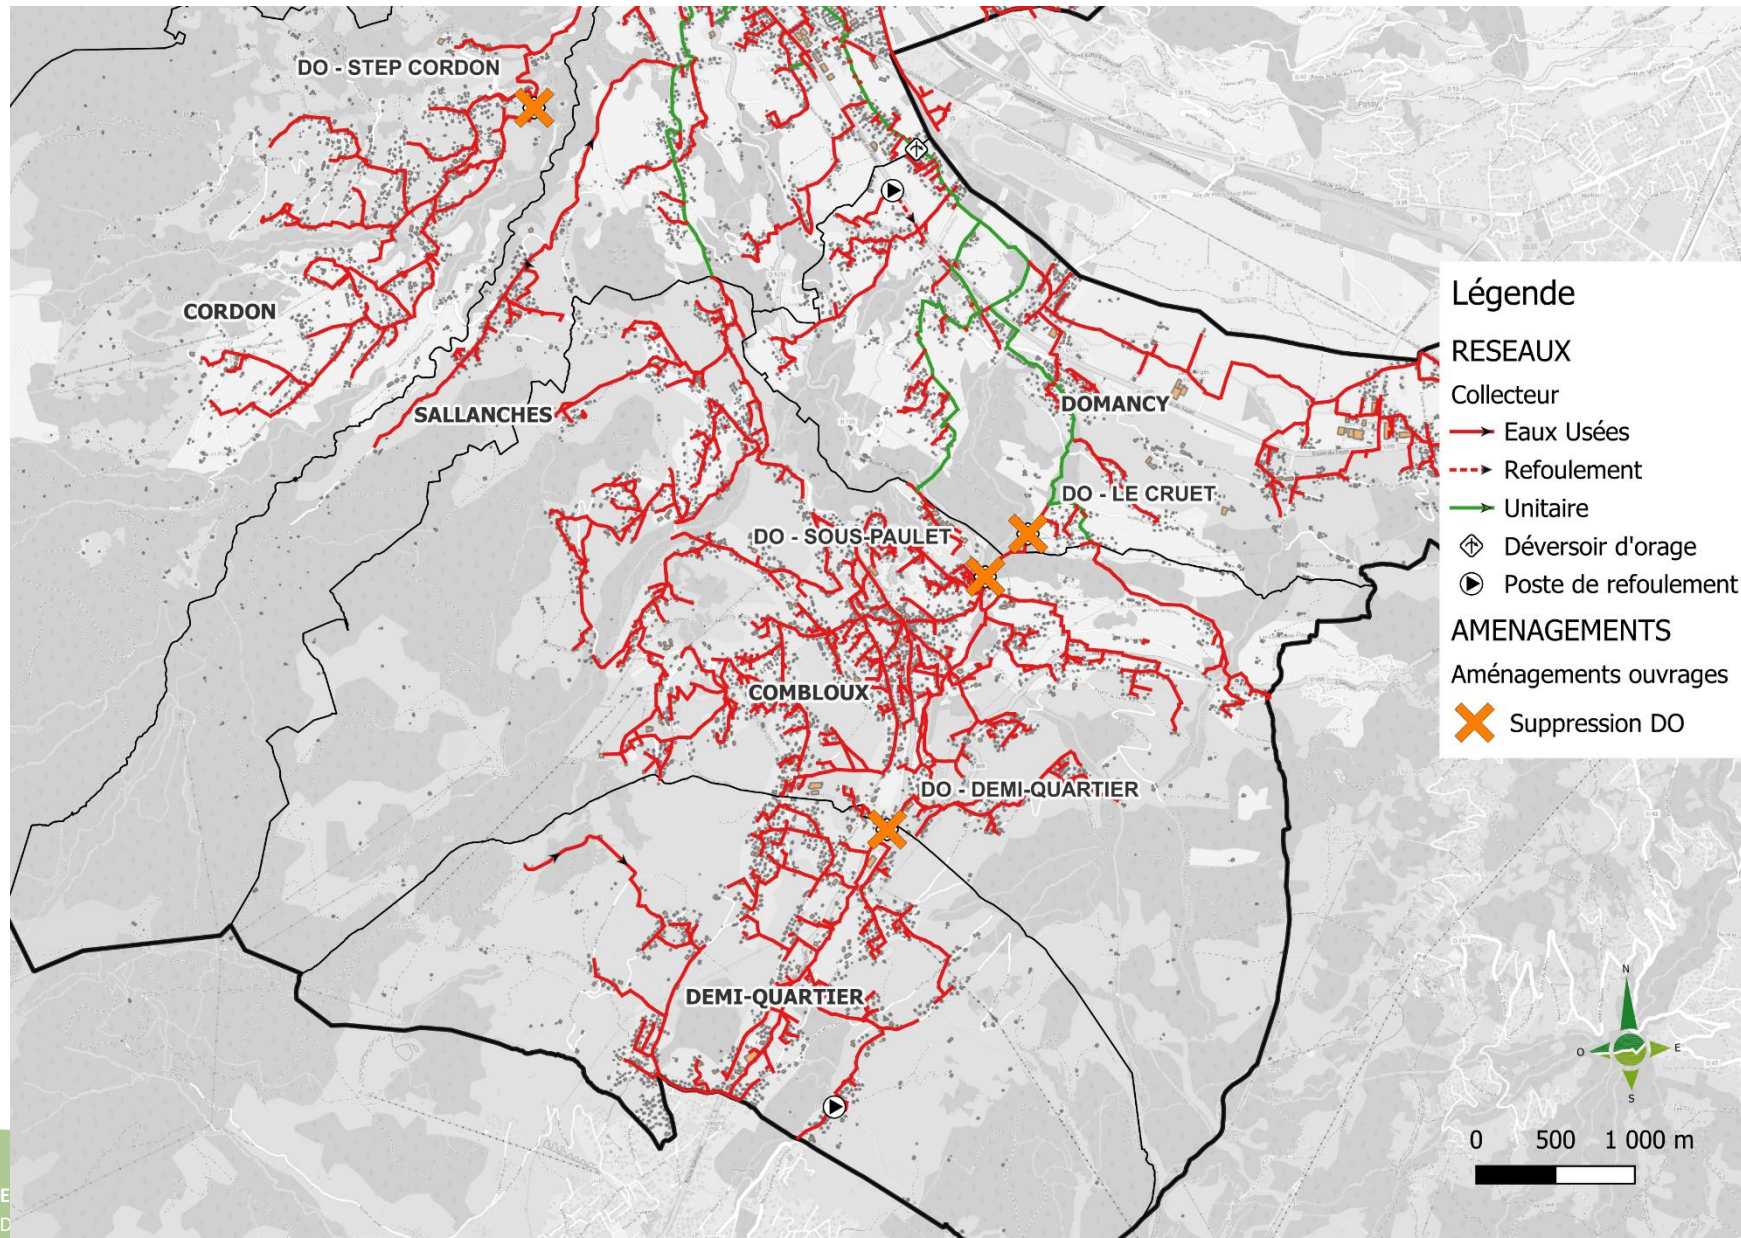 DO - STEP CORDON
CORDON
SALLANCHES
DOMANCY
DO - LE CRUET
DO - SOUS-PAULET
COMBLOUX
DO - DEMI-QUARTIER
DEMI-QUARTIER
Passy
Légende
RESEAUX
Collecteur
Eaux Usées
Refoulement
Unitaire
Déversoir d'orage
Poste de refoulement
AMENAGEMENTS
Aménagements ouvrages
Suppression DO
N
O
E
S
0 500 1 000 m
E
D